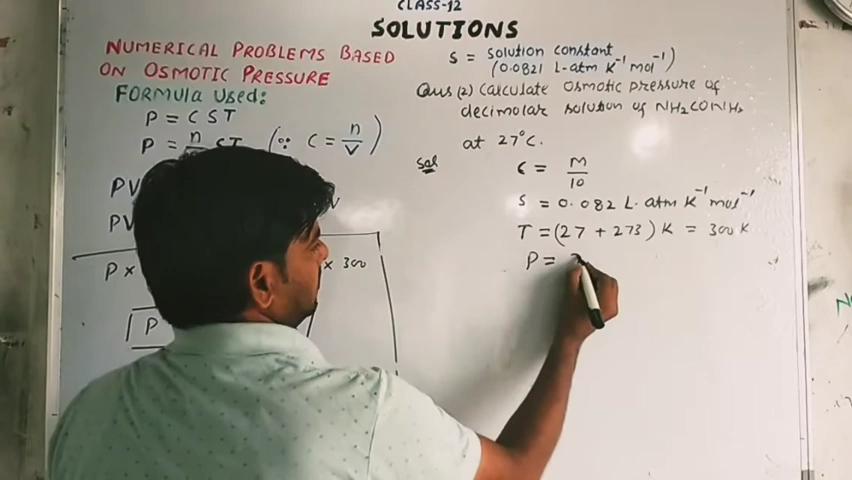 CLASS-12
SOLUTIONS
NUMERICAL PROBLEMS BASED
ON OSMOTIC PRESSURE
FORMULA USED:
P = C S T
P = n ST (∵ C = n/V)
PV
PV
P × × 300
P
S = solution constant
(0.0821 L-atm K⁻¹ mol⁻¹)
Ques (2) Calculate osmotic pressure of
decimolar solution of NH₂CONH₂
at 27°C.
Sol
C = M/10
S = 0.082 L. atm K⁻¹ mol⁻¹
T = (27 + 273) K = 300 K
P =